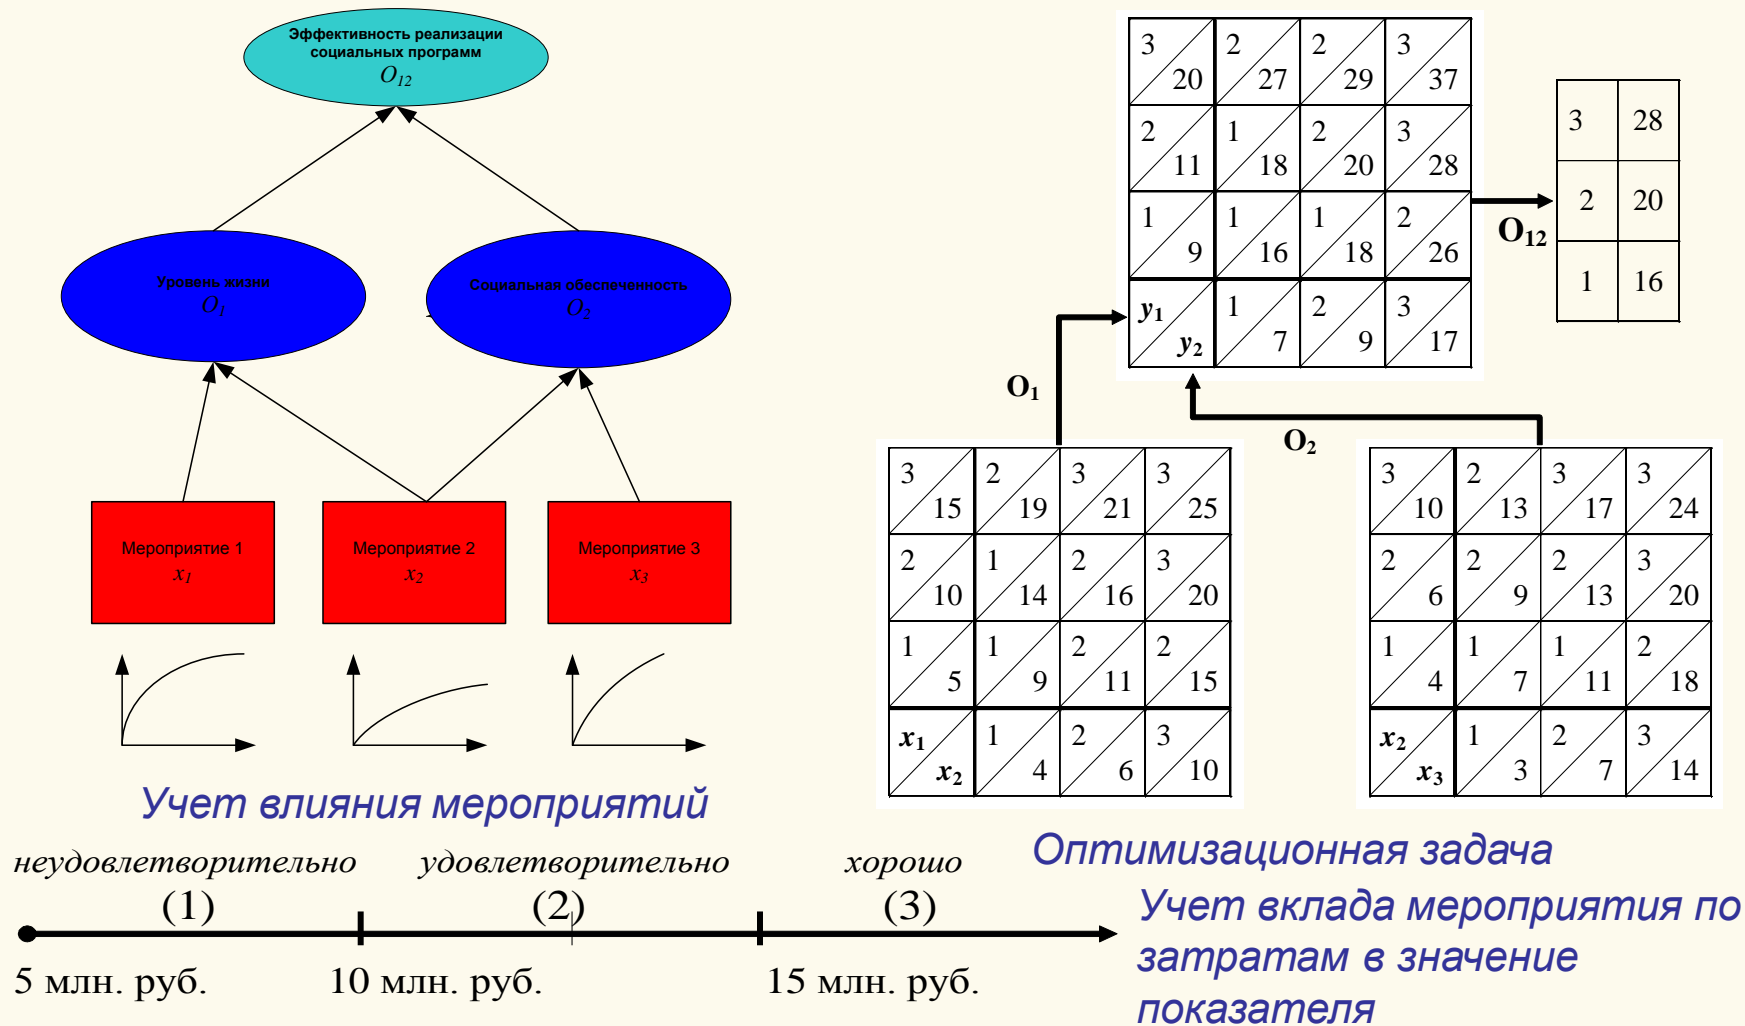 Эффективность реализации
социальных программ
O12
Уровень жизни
O1
Социальная обеспеченность
O2
Мероприятие 1
x1
Мероприятие 2
x2
Мероприятие 3
x3
Учет влияния мероприятий
неудовлетворительно удовлетворительно хорошо
(1) (2) (3)
5 млн. руб. 10 млн. руб. 15 млн. руб.
3 20 2 27 2 29 3 37
2 11 1 18 2 20 3 28
1 9 1 16 1 18 2 26
y1 y2 1 7 2 9 3 17
O12
3 28
2 20
1 16
O1
O2
3 15 2 19 3 21 3 25
2 10 1 14 2 16 3 20
1 5 1 9 2 11 2 15
x1 x2 1 4 2 6 3 10
3 10 2 13 3 17 3 24
2 6 2 9 2 13 3 20
1 4 1 7 1 11 2 18
x2 x3 1 3 2 7 3 14
Оптимизационная задача
Учет вклада мероприятия по
затратам в значение
показателя